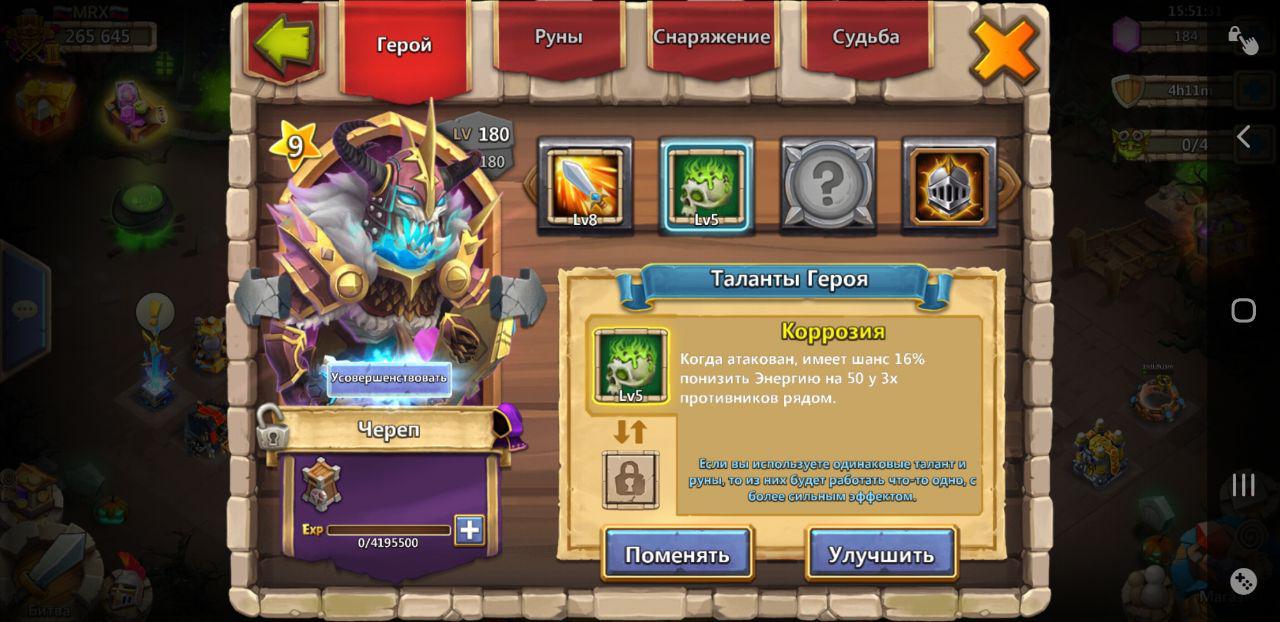 MRX
265 645
15:51:31
184
4h11m
0/4
Герой
Руны
Снаряжение
Судьба
9
LV 180
180
Lv8
Lv5
?
Таланты Героя
Коррозия
Когда атакован, имеет шанс 16%
понизить Энергию на 50 у 3х
противников рядом.
Lv5
Если вы используете одинаковые талант и
руны, то из них будет работать что-то одно, с
более сильным эффектом.
Усовершенствовать
Череп
Exp
0/4195500
Поменять
Улучшить
Битва